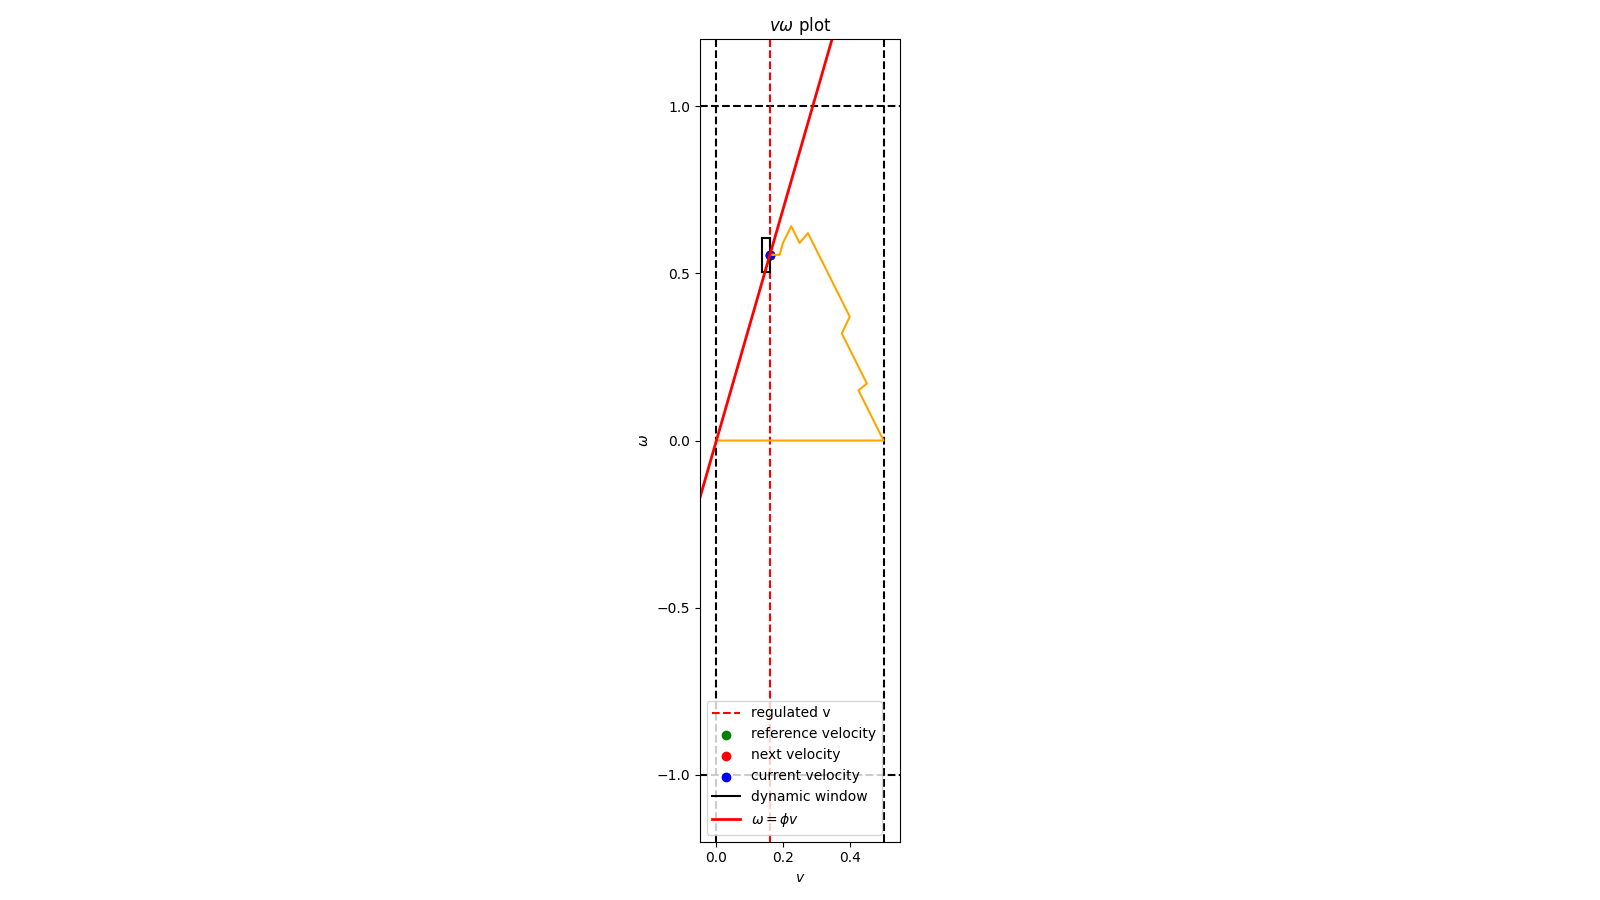 vω plot
1.0
0.5
0.0
−0.5
−1.0
ω
regulated v
reference velocity
next velocity
current velocity
dynamic window
ω = ϕv
0.0 0.2 0.4
v